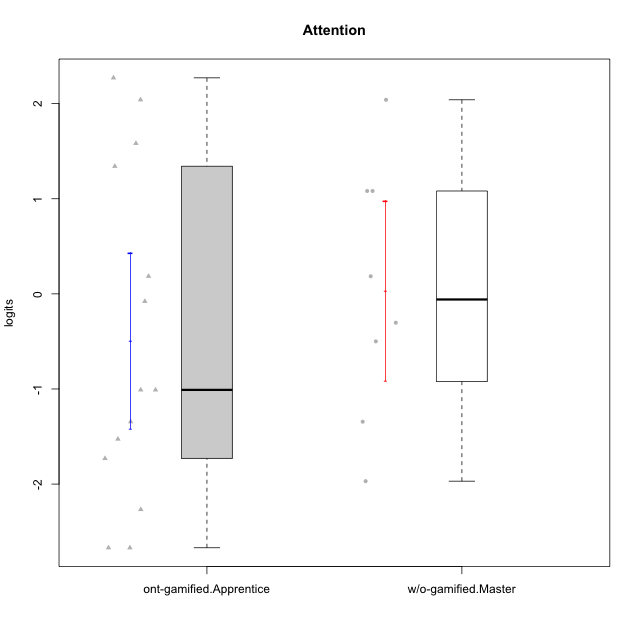 Attention
logits
2
1
0
-1
-2
ont-gamified.Apprentice
w/o-gamified.Master